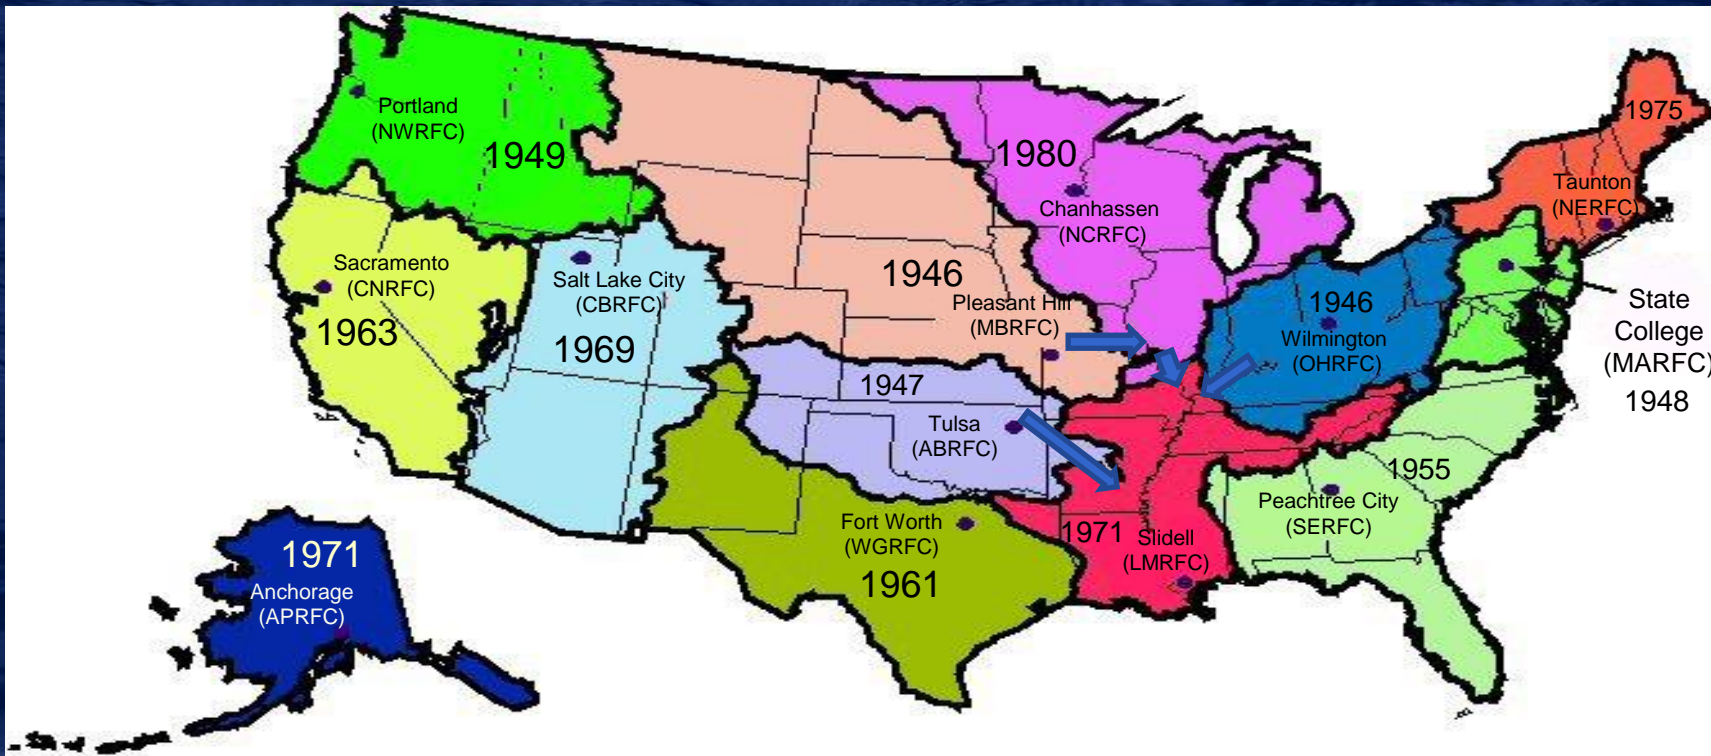 Portland
(NWRFC)
1949
Sacramento
(CNRFC)
1963
Salt Lake City
(CBRFC)
1969
1946
Pleasant Hill
(MBRFC)
1980
Chanhassen
(NCRFC)
1975
Taunton
(NERFC)
1946
Wilmington
(OHRFC)
State
College
(MARFC)
1948
1947
Tulsa
(ABRFC)
1955
Peachtree City
(SERFC)
Fort Worth
(WGRFC)
1961
1971
Slidell
(LMRFC)
1971
Anchorage
(APRFC)